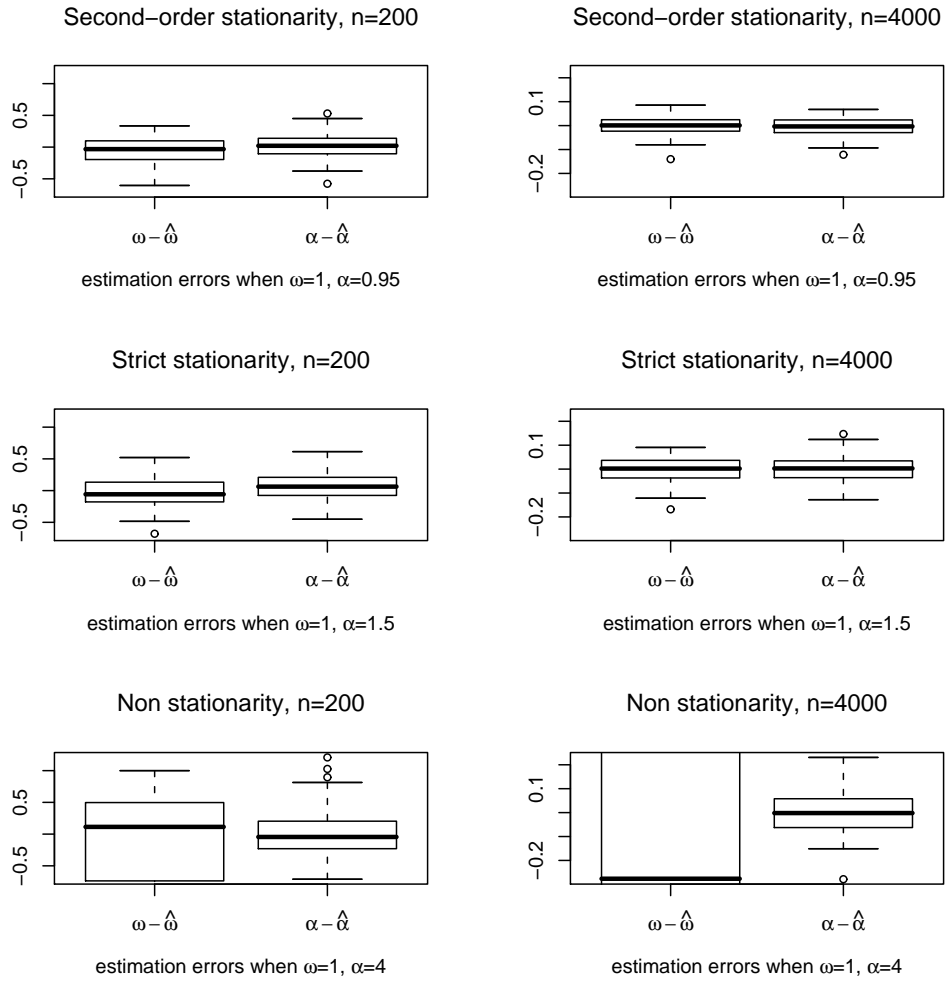 Second−order stationarity, n=200
0.5
−0.5
ω−ω̂
α−α̂
estimation errors when ω=1, α=0.95
Second−order stationarity, n=4000
0.1
−0.2
ω−ω̂
α−α̂
estimation errors when ω=1, α=0.95
Strict stationarity, n=200
0.5
−0.5
ω−ω̂
α−α̂
estimation errors when ω=1, α=1.5
Strict stationarity, n=4000
0.1
−0.2
ω−ω̂
α−α̂
estimation errors when ω=1, α=1.5
Non stationarity, n=200
0.5
−0.5
ω−ω̂
α−α̂
estimation errors when ω=1, α=4
Non stationarity, n=4000
0.1
−0.2
ω−ω̂
α−α̂
estimation errors when ω=1, α=4